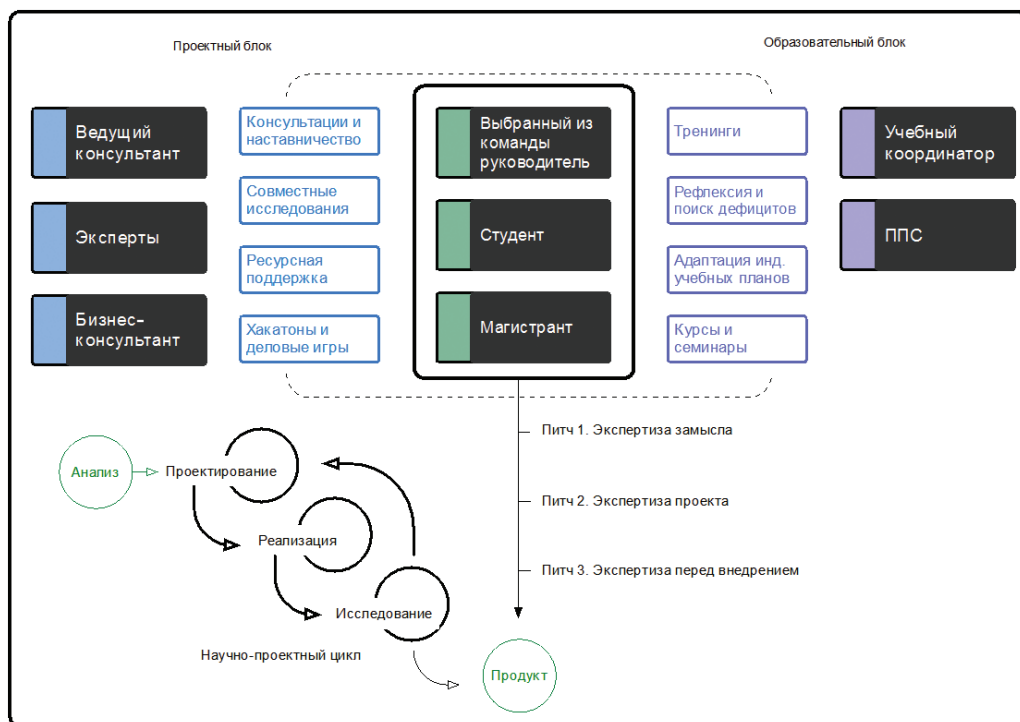 Проектный блок
Образовательный блок
Ведущий
консультант
Эксперты
Бизнес-
консультант
Консультации и
наставничество
Совместные
исследования
Ресурсная
поддержка
Хакатоны и
деловые игры
Выбранный из
команды
руководитель
Студент
Магистрант
Тренинги
Рефлексия и
поиск дефицитов
Адаптация инд.
учебных планов
Курсы и
семинары
Учебный
координатор
ППС
Питч 1. Экспертиза замысла
Питч 2. Экспертиза проекта
Питч 3. Экспертиза перед внедрением
Анализ
Проектирование
Реализация
Исследование
Научно-проектный цикл
Продукт